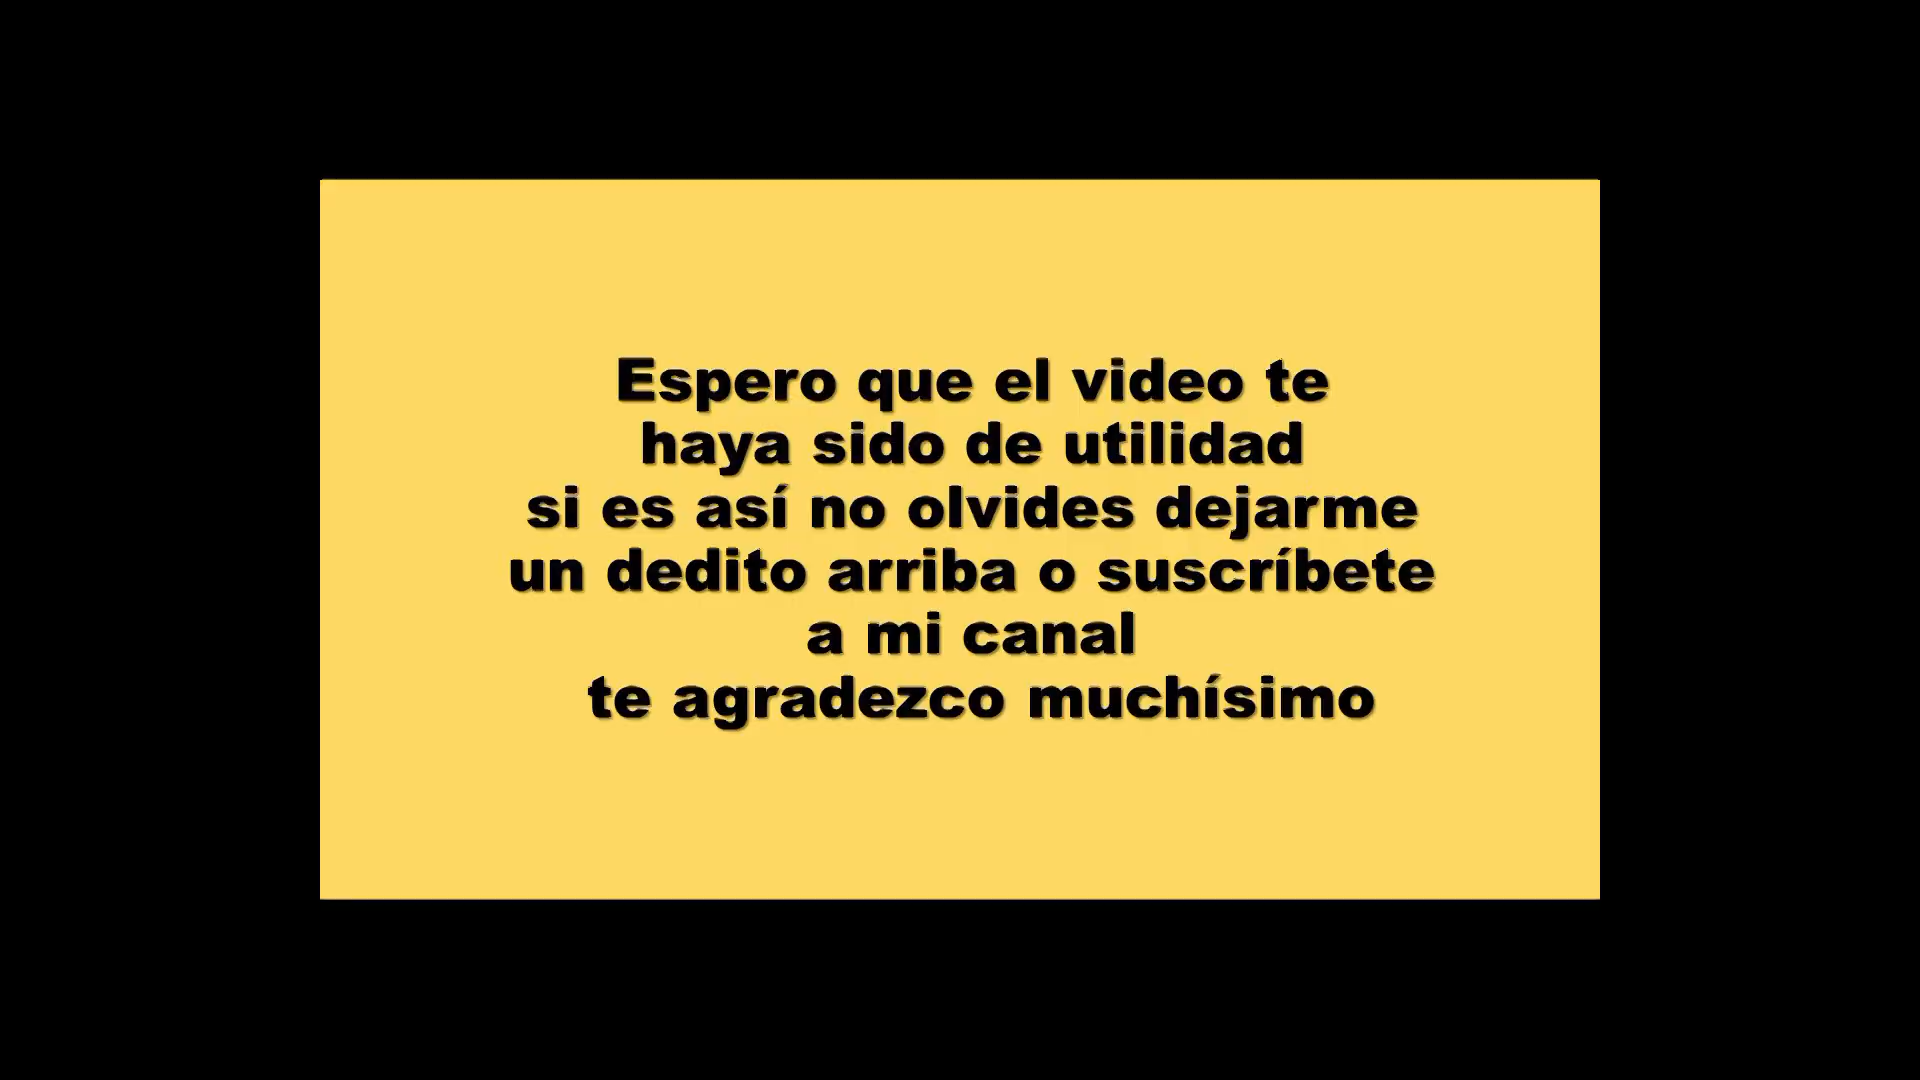 Espero que el video te
haya sido de utilidad
si es así no olvides dejarme
un dedito arriba o suscríbete
a mi canal
te agradezco muchísimo